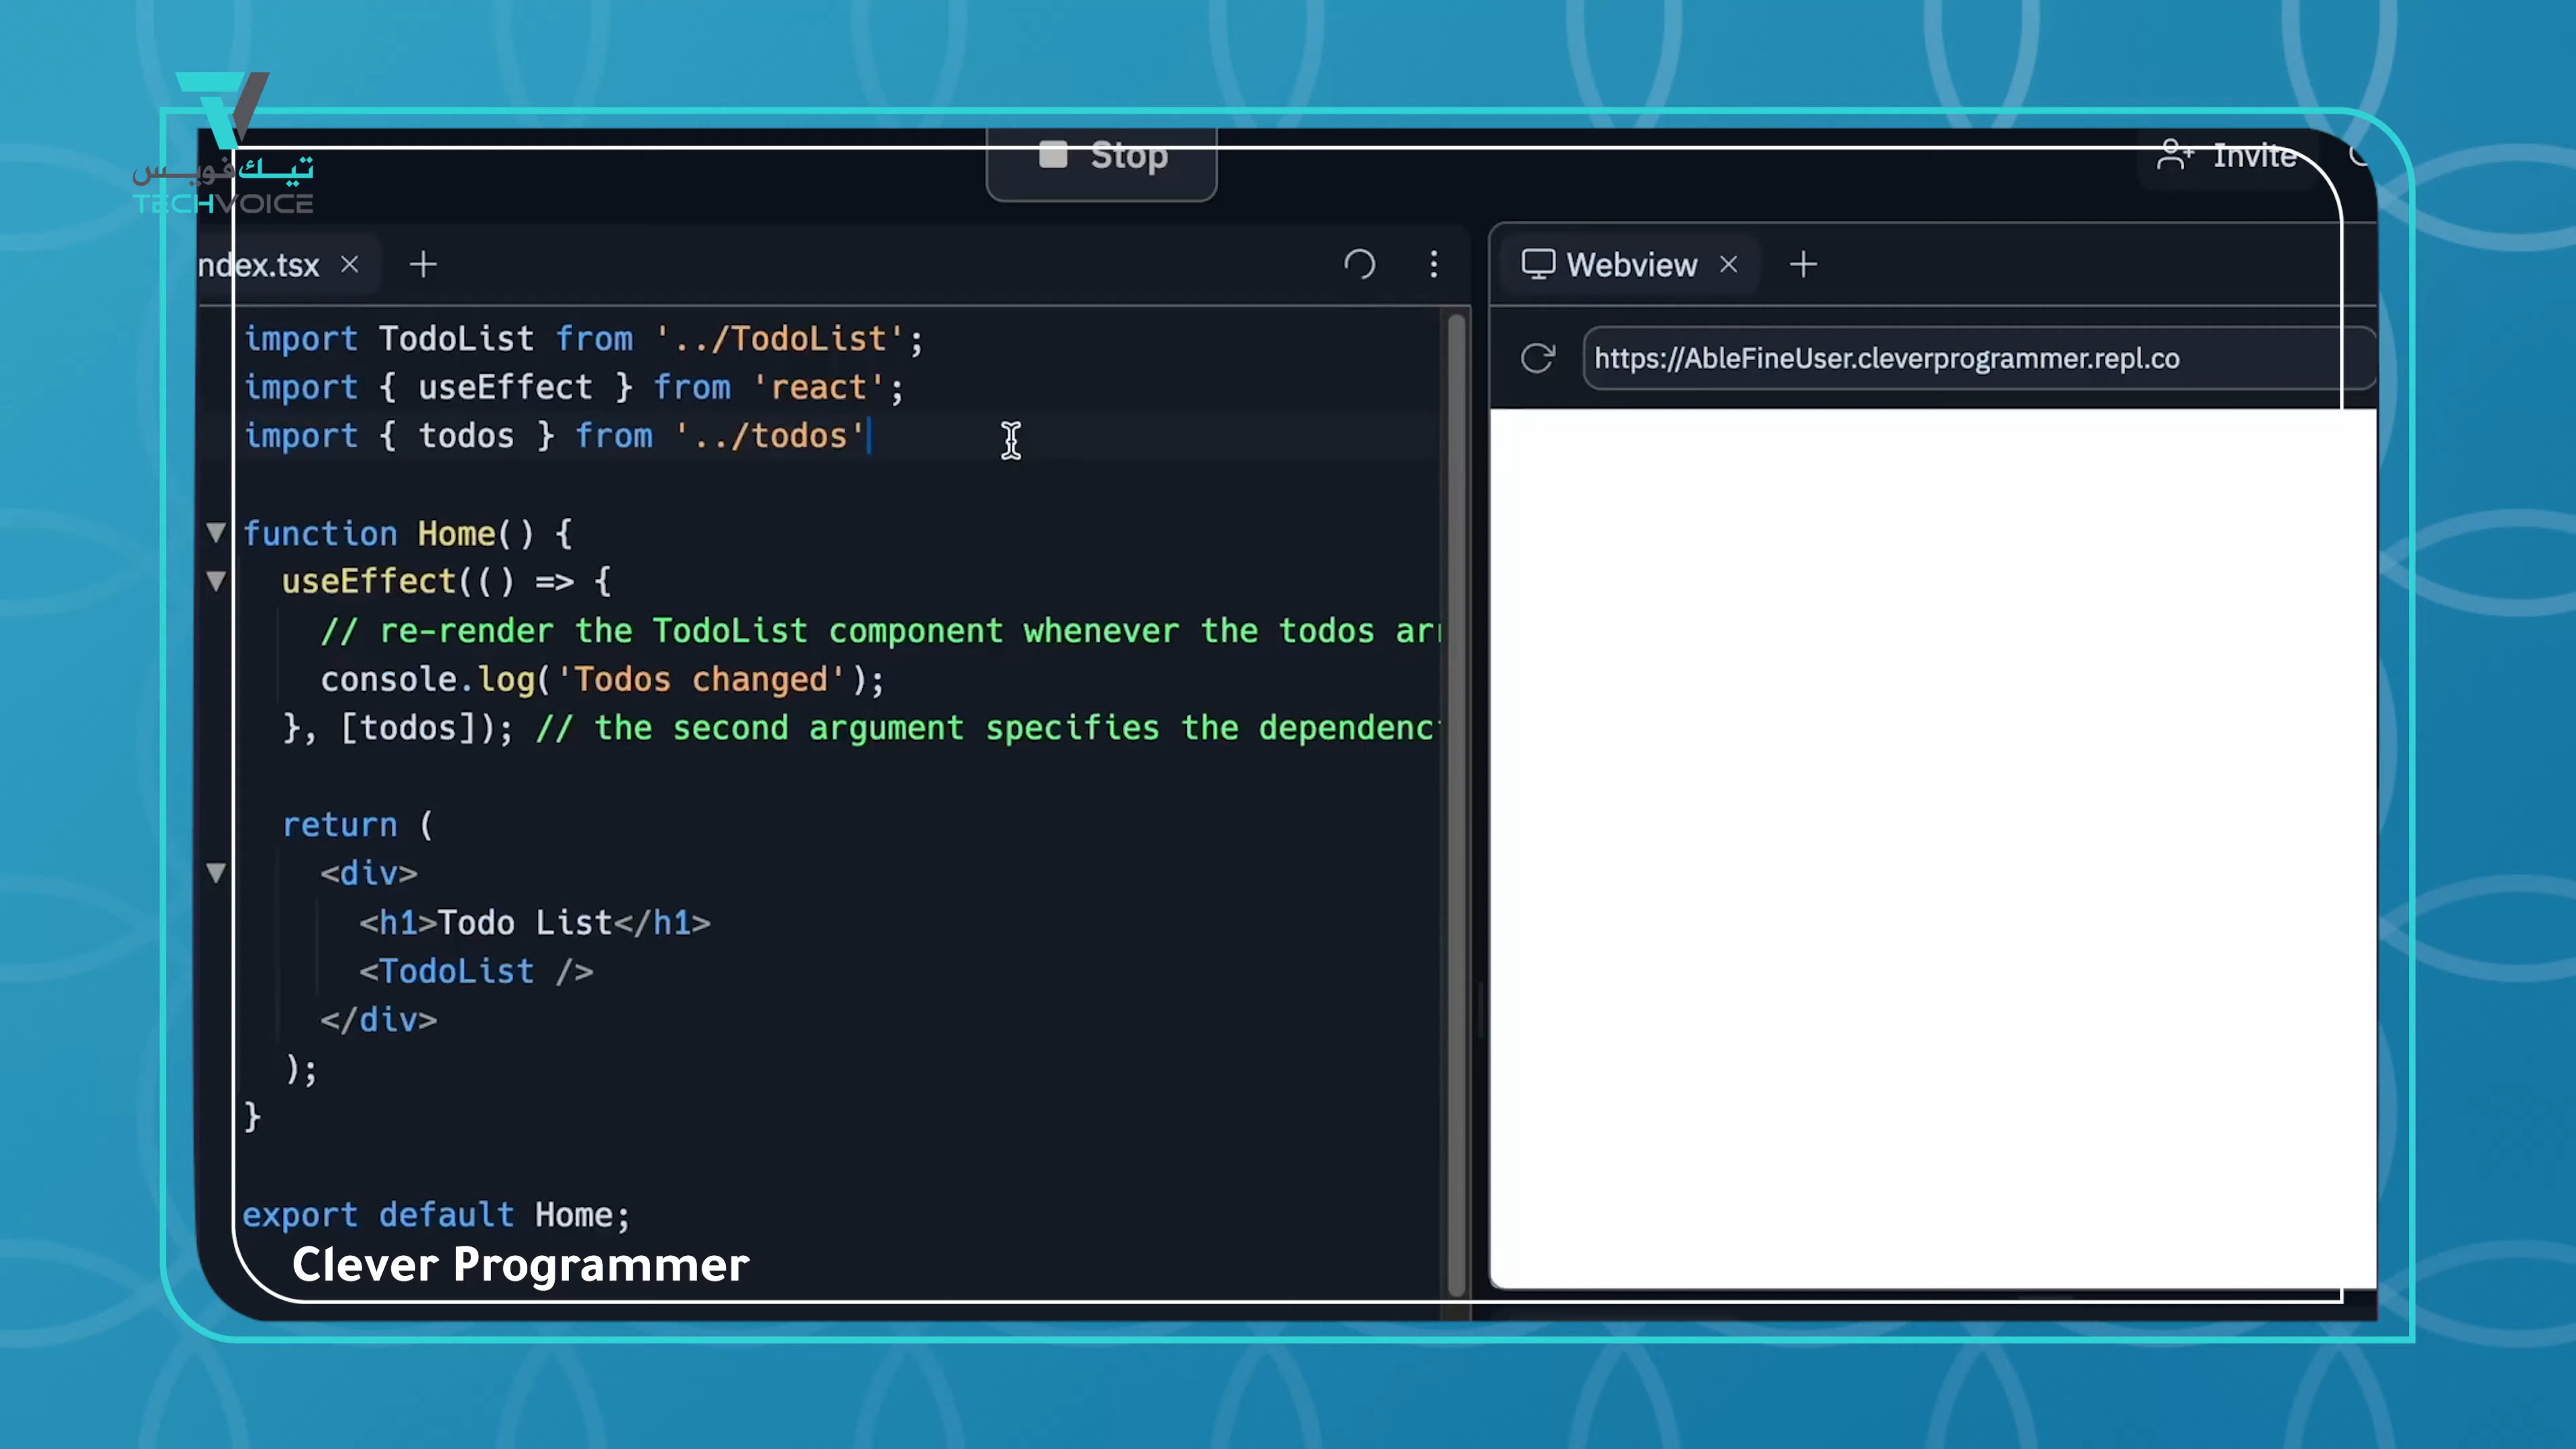 تيك فويس
TECHVOICE
Stop
Invite
ndex.tsx
Webview
https://AbleFineUser.cleverprogrammer.repl.co
import TodoList from '../TodoList';
import { useEffect } from 'react';
import { todos } from '../todos'
function Home() {
useEffect(() => {
// re-render the TodoList component whenever the todos arr
console.log('Todos changed');
}, [todos]); // the second argument specifies the dependenc
return (
<div>
<h1>Todo List</h1>
<TodoList />
</div>
);
}
export default Home;
Clever Programmer